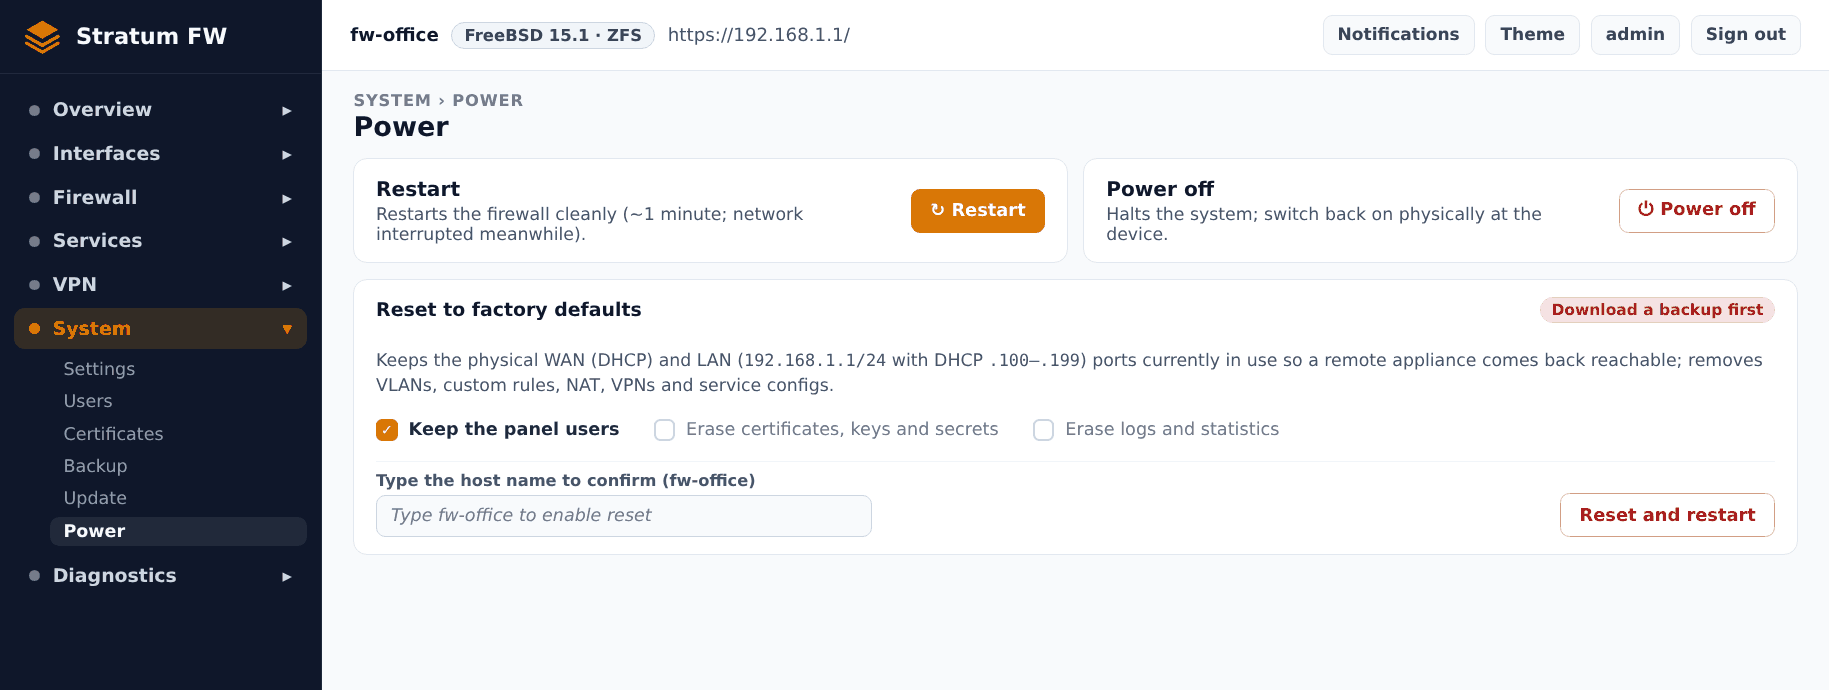 Stratum FW
fw-office
FreeBSD 15.1 · ZFS
https://192.168.1.1/
Notifications
Theme
admin
Sign out
Overview
Interfaces
Firewall
Services
VPN
System
Settings
Users
Certificates
Backup
Update
Power
Diagnostics
SYSTEM › POWER
Power
Restart
Restarts the firewall cleanly (~1 minute; network
interrupted meanwhile).
↻ Restart
Power off
Halts the system; switch back on physically at the
device.
⏻ Power off
Reset to factory defaults
Download a backup first
Keeps the physical WAN (DHCP) and LAN (192.168.1.1/24 with DHCP .100–.199) ports currently in use so a remote appliance comes back reachable; removes
VLANs, custom rules, NAT, VPNs and service configs.
Keep the panel users
Erase certificates, keys and secrets
Erase logs and statistics
Type the host name to confirm (fw-office)
Type fw-office to enable reset
Reset and restart